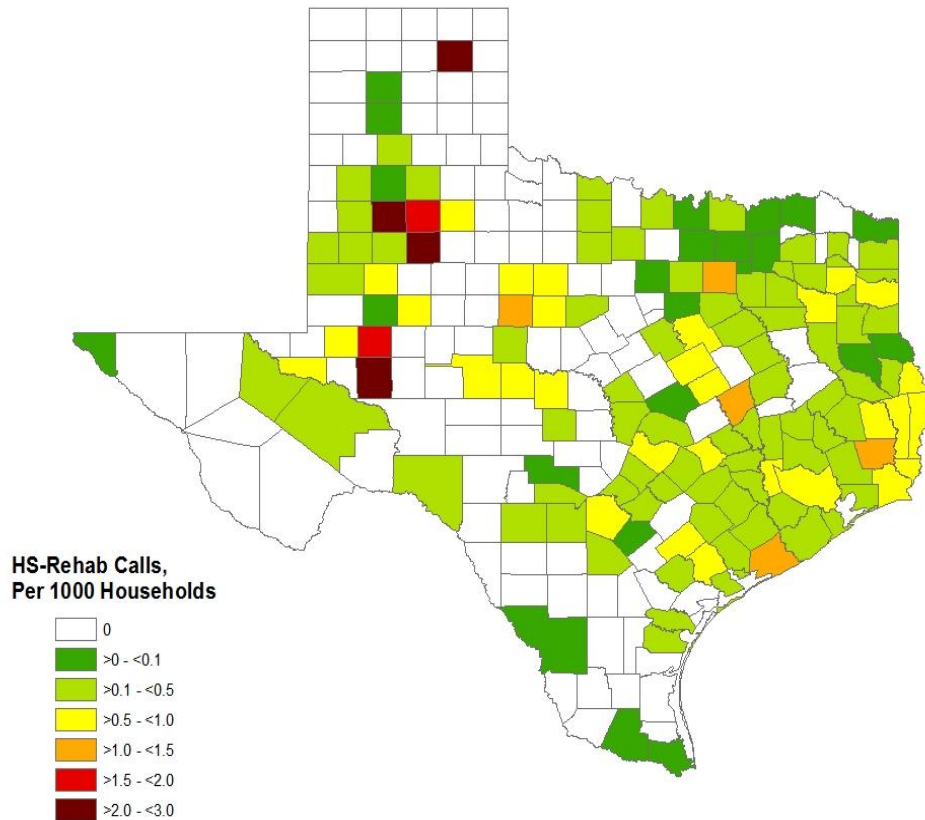 HS-Rehab Calls,
Per 1000 Households
0
>0 - <0.1
>0.1 - <0.5
>0.5 - <1.0
>1.0 - <1.5
>1.5 - <2.0
>2.0 - <3.0